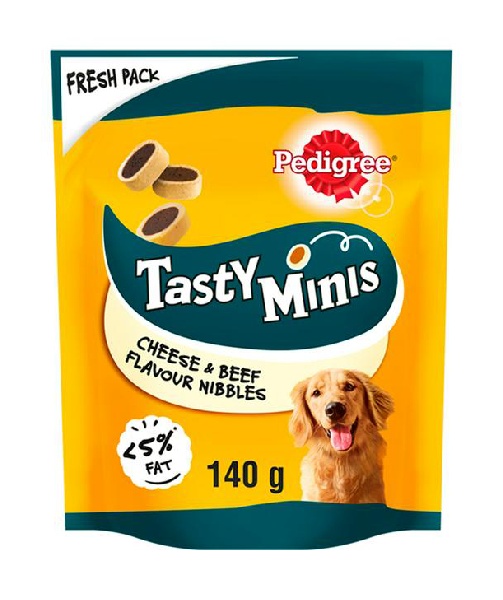 FRESH PACK
Pedigree®
TASTY MINIS
CHEESE & BEEF
FLAVOUR NIBBLES
<5%
FAT
140 g